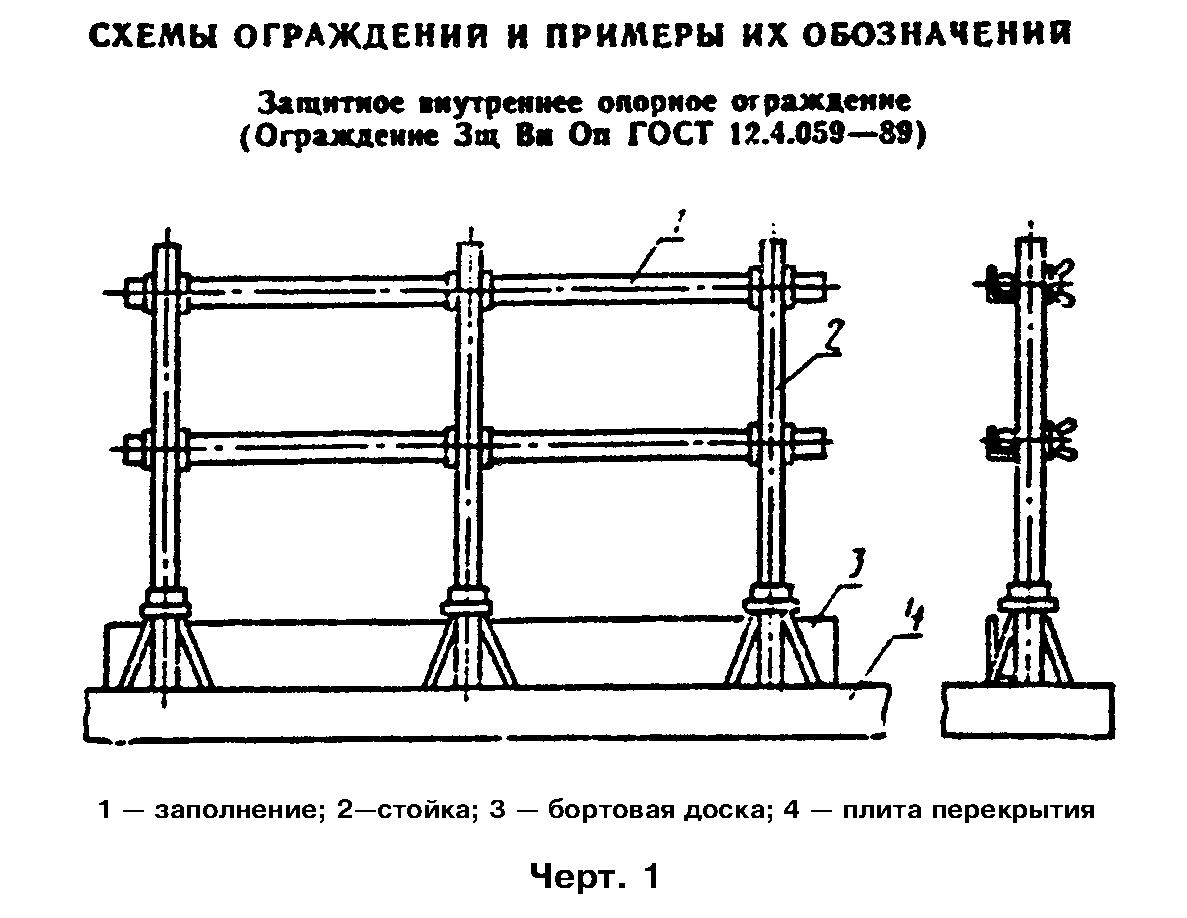 СХЕМЫ ОГРАЖДЕНИЙ И ПРИМЕРЫ ИХ ОБОЗНАЧЕНИЙ
Защитное внутреннее опорное ограждение
(Ограждение Зщ Вн Оп ГОСТ 12.4.059—89)
1
2
3
4
1 — заполнение; 2—стойка; 3 — бортовая доска; 4 — плита перекрытия
Черт. 1